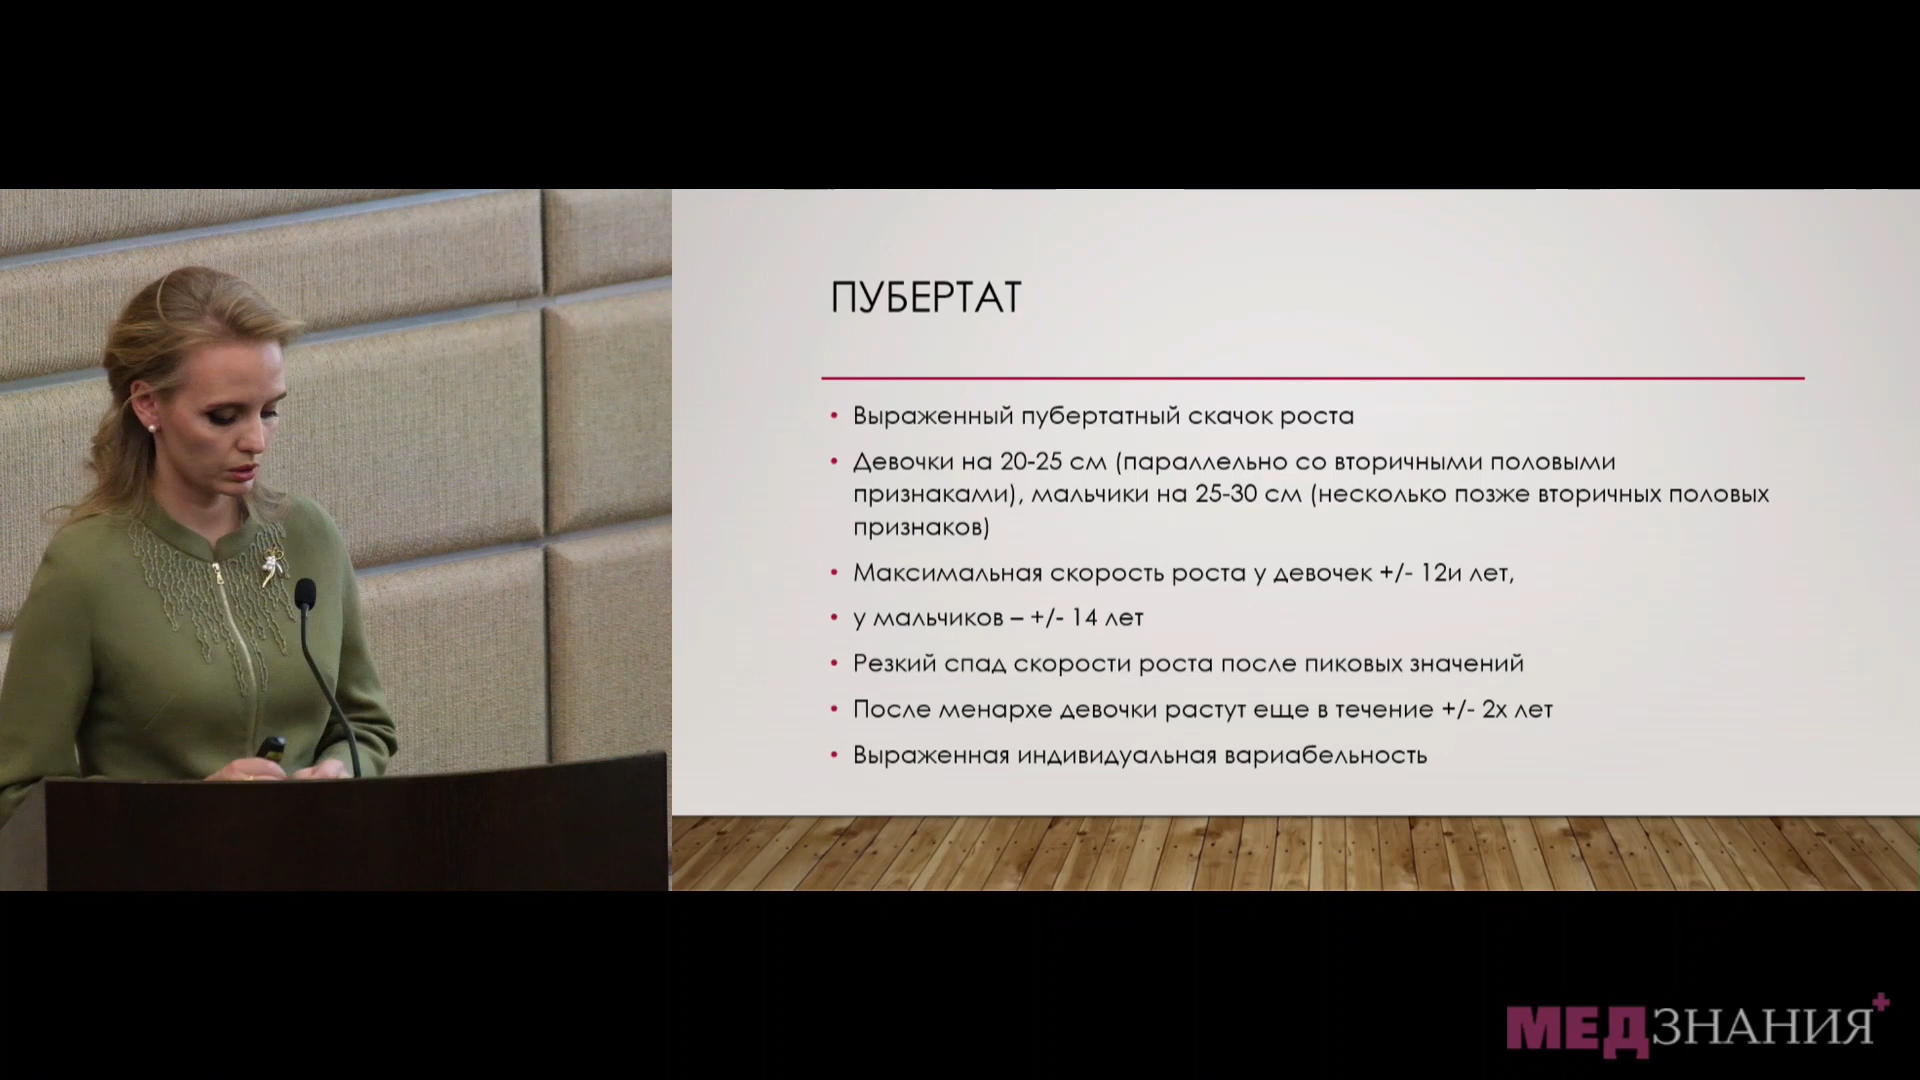 ПУБЕРТАТ
• Выраженный пубертатный скачок роста
• Девочки на 20-25 см (параллельно со вторичными половыми
признаками), мальчики на 25-30 см (несколько позже вторичных половых
признаков)
• Максимальная скорость роста у девочек +/- 12и лет,
• у мальчиков – +/- 14 лет
• Резкий спад скорости роста после пиковых значений
• После менархе девочки растут еще в течение +/- 2х лет
• Выраженная индивидуальная вариабельность
МЕДЗНАНИЯ+